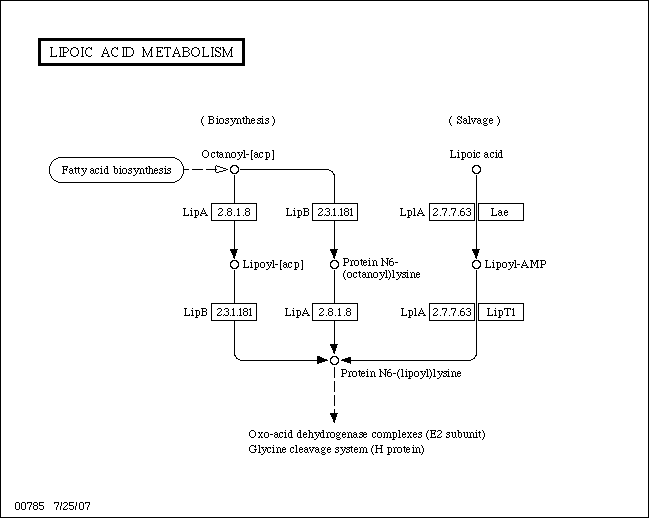 LIPOIC ACID METABOLISM
( Biosynthesis )
( Salvage )
Octanoyl-[acp]
Lipoic acid
Fatty acid biosynthesis
LipA 2.8.1.8
LipB 2.3.1.181
LplA 2.7.7.63 Lae
Lipoyl-[acp]
Protein N6-
(octanoyl)lysine
Lipoyl-AMP
LipB 2.3.1.181
LipA 2.8.1.8
LplA 2.7.7.63 LipT1
Protein N6-(lipoyl)lysine
Oxo-acid dehydrogenase complexes (E2 subunit)
Glycine cleavage system (H protein)
00785 7/25/07